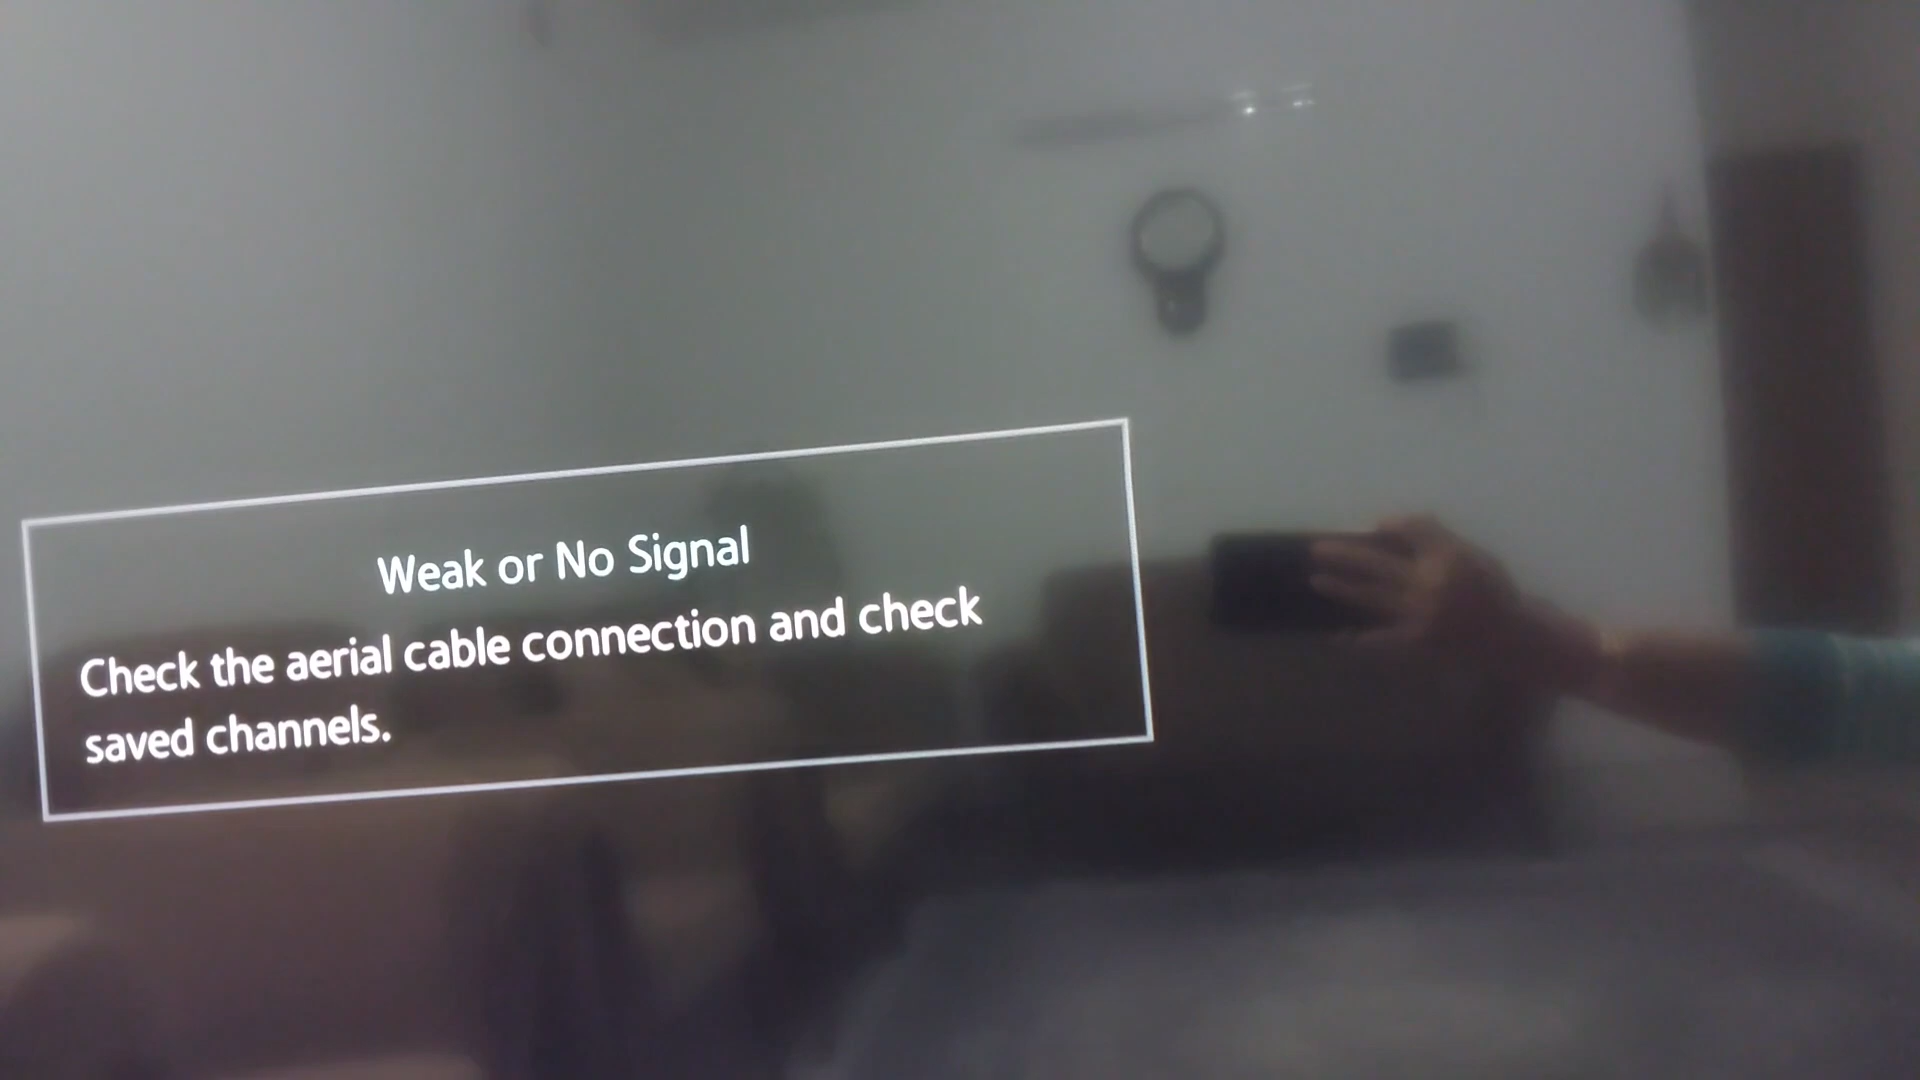 Weak or No Signal
Check the aerial cable connection and check
saved channels.